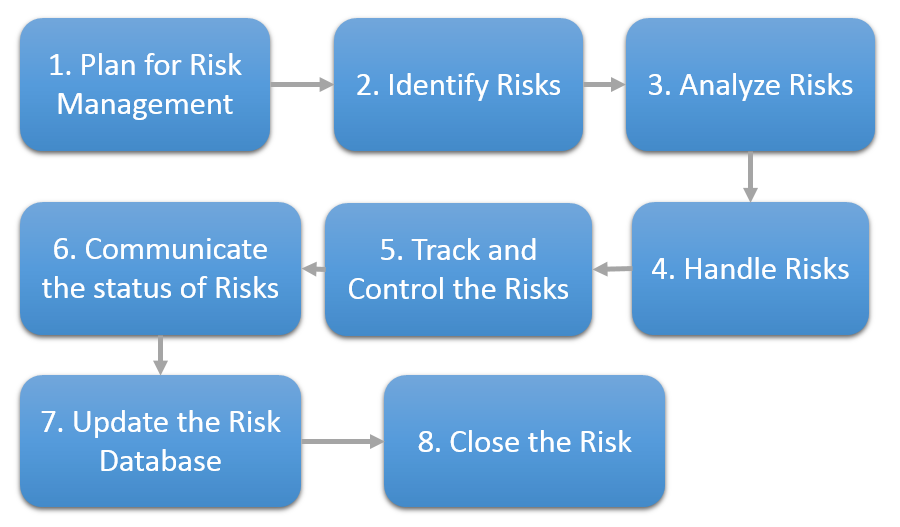 1. Plan for Risk
Management
2. Identify Risks
3. Analyze Risks
4. Handle Risks
5. Track and
Control the Risks
6. Communicate
the status of Risks
7. Update the Risk
Database
8. Close the Risk